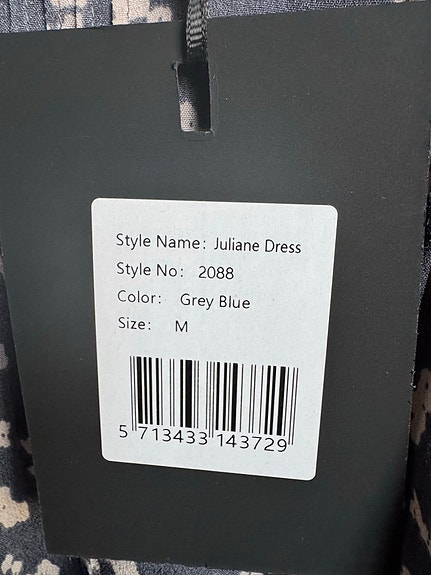 Style Name: Juliane Dress
Style No: 2088
Color: Grey Blue
Size: M
5 713433 143729